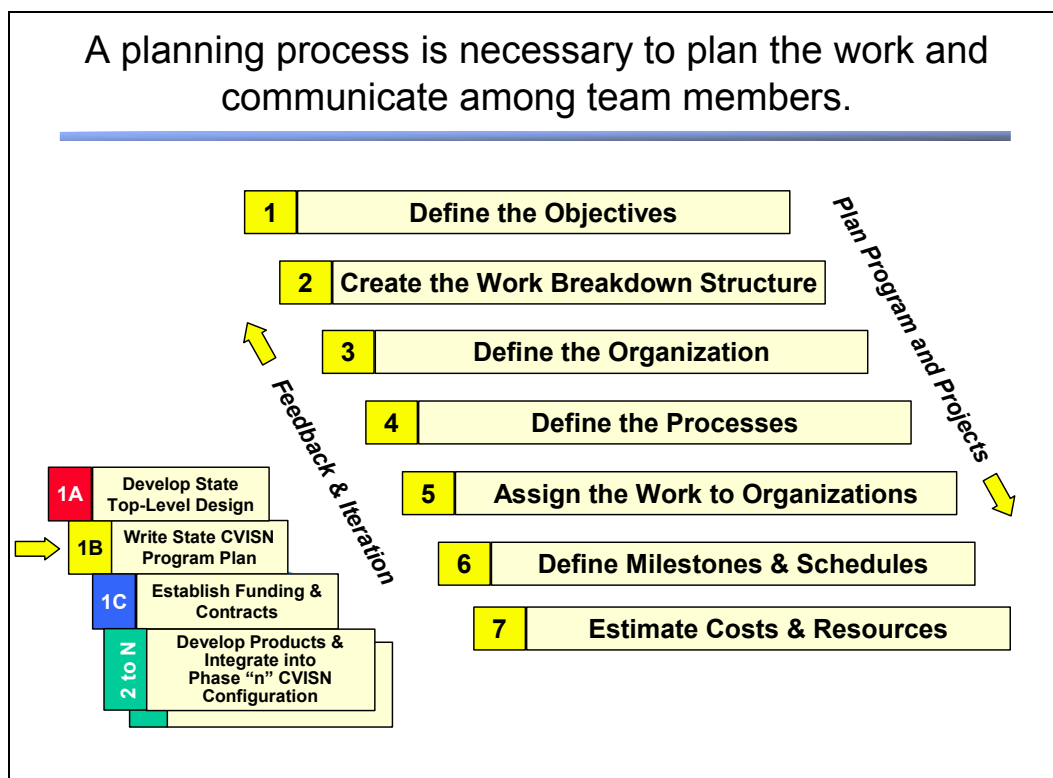 A planning process is necessary to plan the work and
communicate among team members.
1 Define the Objectives
2 Create the Work Breakdown Structure
3 Define the Organization
4 Define the Processes
5 Assign the Work to Organizations
6 Define Milestones & Schedules
7 Estimate Costs & Resources
Plan Program and Projects
Feedback & Iteration
1A Develop State
Top-Level Design
1B Write State CVISN
Program Plan
1C Establish Funding &
Contracts
2 to N Develop Products &
Integrate into
Phase “n” CVISN
Configuration